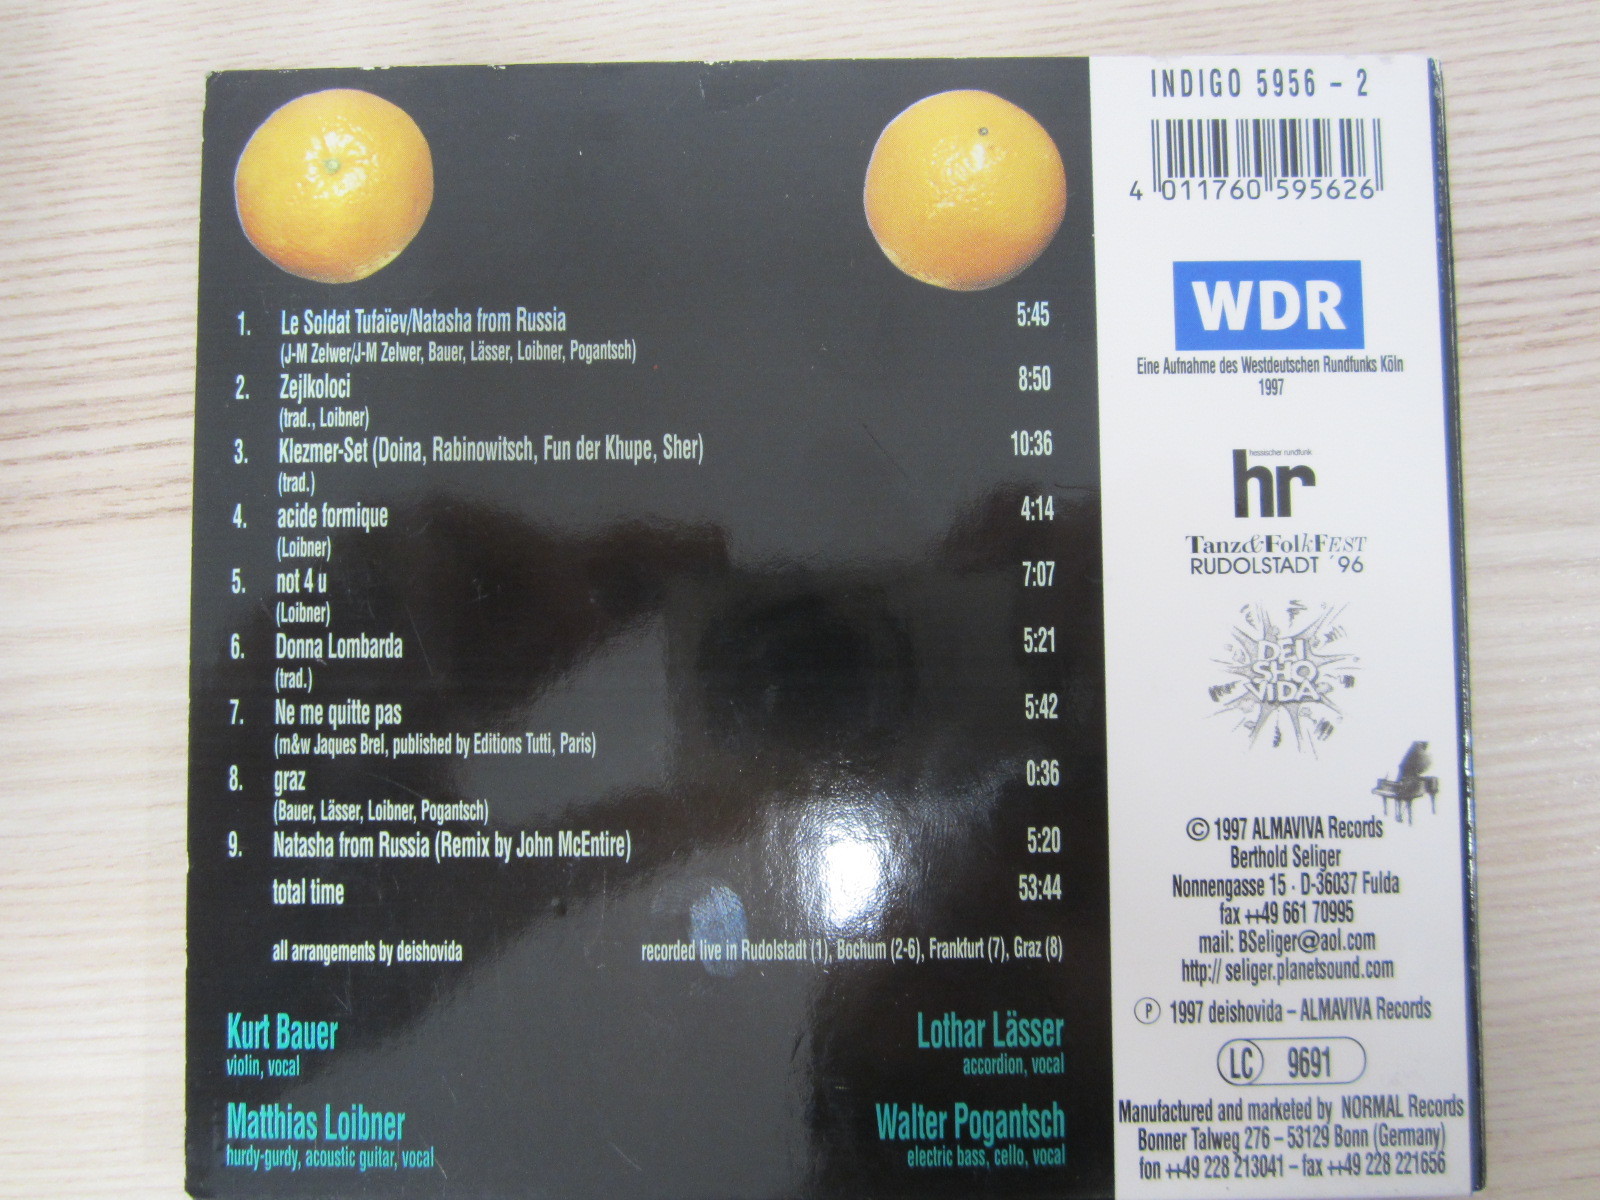 1. Le Soldat Tufaïev/Natasha from Russia 5:45
(J-M Zelwer/J-M Zelwer, Bauer, Lässer, Loibner, Pogantsch)
2. Zejlkoloci 8:50
(trad., Loibner)
3. Klezmer-Set (Doina, Rabinowitsch, Fun der Khupe, Sher) 10:36
(trad.)
4. acide formique 4:14
(Loibner)
5. not 4 u 7:07
(Loibner)
6. Donna Lombarda 5:21
(trad.)
7. Ne me quitte pas 5:42
(m&w Jaques Brel, published by Editions Tutti, Paris)
8. graz 0:36
(Bauer, Lässer, Loibner, Pogantsch)
9. Natasha from Russia (Remix by John McEntire) 5:20
total time 53:44
all arrangements by deishovida recorded live in Rudolstadt (1), Bochum (2-6), Frankfurt (7), Graz (8)
Kurt Bauer
violin, vocal
Lothar Lässer
accordion, vocal
Matthias Loibner
hurdy-gurdy, acoustic guitar, vocal
Walter Pogantsch
electric bass, cello, vocal
INDIGO 5956 - 2
4 011760 595626
WDR
Eine Aufnahme des Westdeutschen Rundfunks Köln
1997
hessischer rundfunk
hr
Tanz&FolkFEST
RUDOLSTADT ´96
DEI
SHO
VIDA
© 1997 ALMAVIVA Records
Berthold Seliger
Nonnengasse 15 · D-36037 Fulda
fax ++49 661 70995
mail: BSeliger@aol.com
http:// seliger.planetsound.com
Ⓟ 1997 deishovida – ALMAVIVA Records
LC 9691
Manufactured and marketed by NORMAL Records
Bonner Talweg 276 – 53129 Bonn (Germany)
fon ++49 228 213041 – fax ++49 228 221656